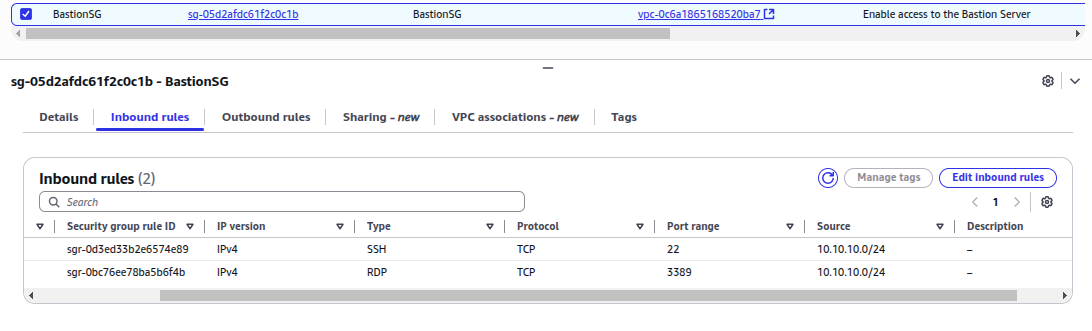 BastionSG sg-05d2afdc61f2c0c1b BastionSG vpc-0c6a1865168520ba7 Enable access to the Bastion Server
sg-05d2afdc61f2c0c1b - BastionSG
Details Inbound rules Outbound rules Sharing - new VPC associations - new Tags
Inbound rules (2) Manage tags Edit inbound rules
Search 1
Security group rule ID IP version Type Protocol Port range Source Description
sgr-0d3ed33b2e6574e89 IPv4 SSH TCP 22 10.10.10.0/24 –
sgr-0bc76ee78ba5b6f4b IPv4 RDP TCP 3389 10.10.10.0/24 –